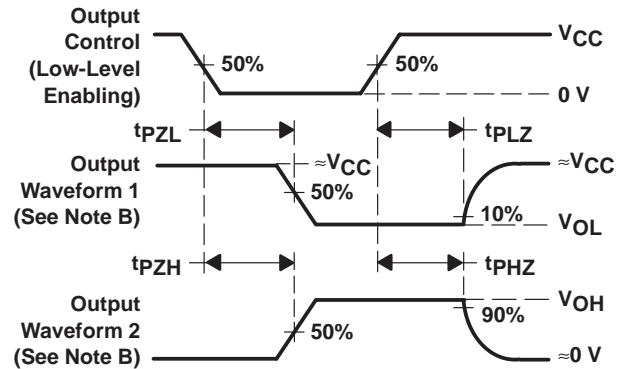 Output
Control
(Low-Level
Enabling)
50%
50%
VCC
0 V
tPZL
tPLZ
Output
Waveform 1
(See Note B)
≈VCC
50%
≈VCC
10%
VOL
tPZH
tPHZ
Output
Waveform 2
(See Note B)
50%
VOH
90%
≈0 V